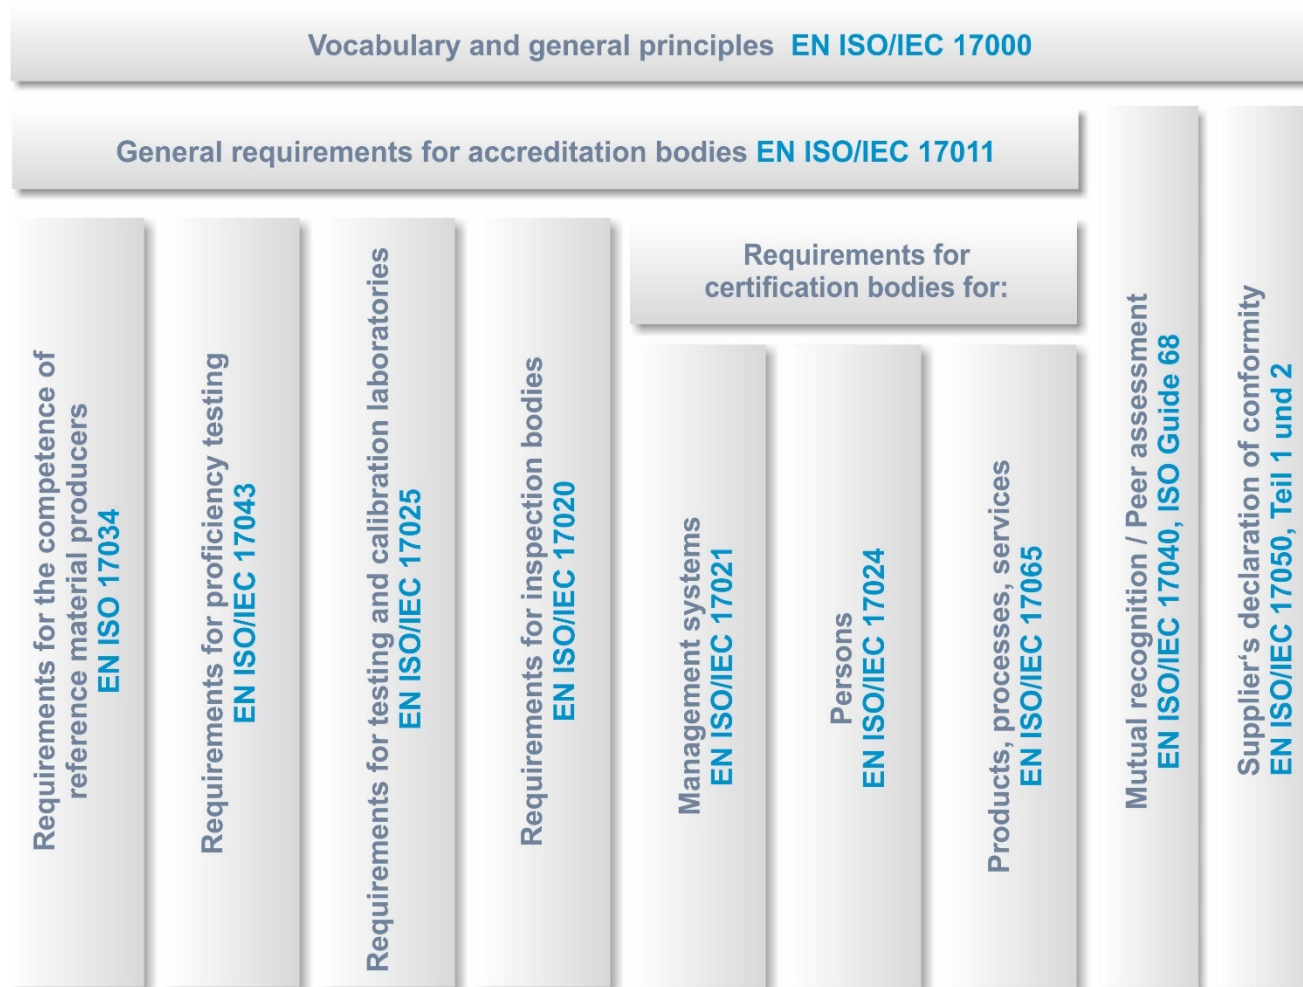 Vocabulary and general principles EN ISO/IEC 17000
General requirements for accreditation bodies EN ISO/IEC 17011
Requirements for the competence of
reference material producers
EN ISO 17034
Requirements for proficiency testing
EN ISO/IEC 17043
Requirements for testing and calibration laboratories
EN ISO/IEC 17025
Requirements for inspection bodies
EN ISO/IEC 17020
Requirements for
certification bodies for:
Management systems
EN ISO/IEC 17021
Persons
EN ISO/IEC 17024
Products, processes, services
EN ISO/IEC 17065
Mutual recognition / Peer assessment
EN ISO/IEC 17040, ISO Guide 68
Supplier‘s declaration of conformity
EN ISO/IEC 17050, Teil 1 und 2